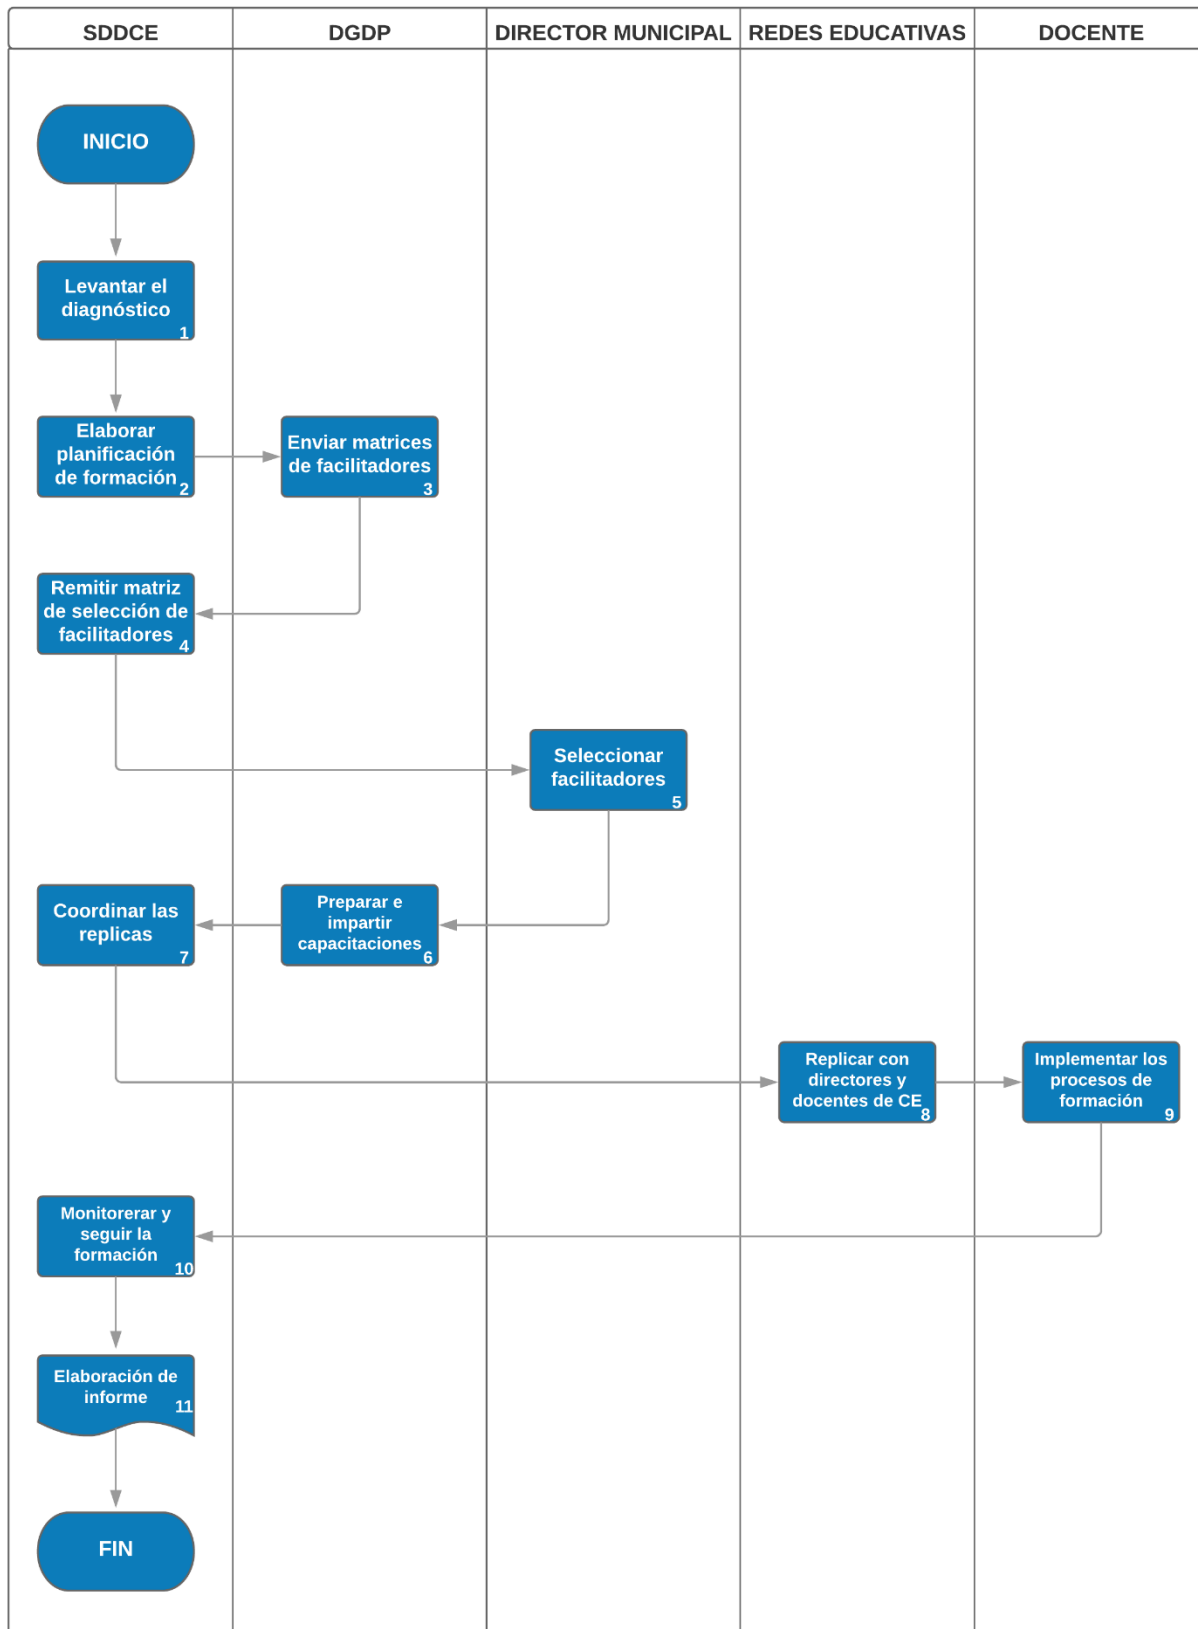 SDDCE
DGDP
DIRECTOR MUNICIPAL
REDES EDUCATIVAS
DOCENTE
INICIO
Levantar el
diagnóstico
1
Elaborar
planificación
de formación
2
Enviar matrices
de facilitadores
3
Remitir matriz
de selección de
facilitadores
4
Seleccionar
facilitadores
5
Preparar e
impartir
capacitaciones
6
Coordinar las
replicas
7
Replicar con
directores y
docentes de CE
8
Implementar los
procesos de
formación
9
Monitorerar y
seguir la
formación
10
Elaboración de
informe
11
FIN